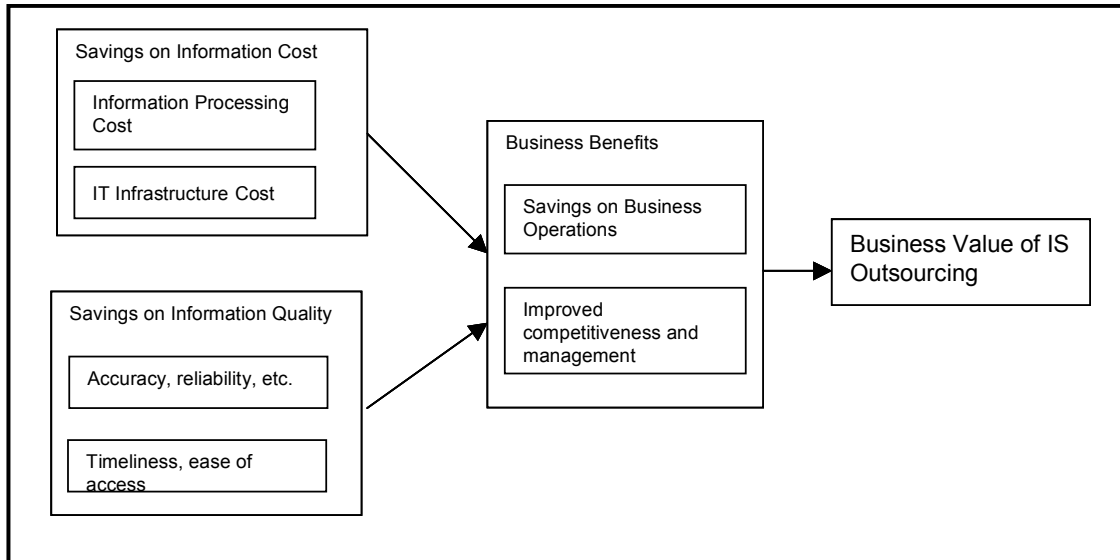 Savings on Information Cost
Information Processing
Cost
IT Infrastructure Cost
Savings on Information Quality
Accuracy, reliability, etc.
Timeliness, ease of
access
Business Benefits
Savings on Business
Operations
Improved
competitiveness and
management
Business Value of IS
Outsourcing